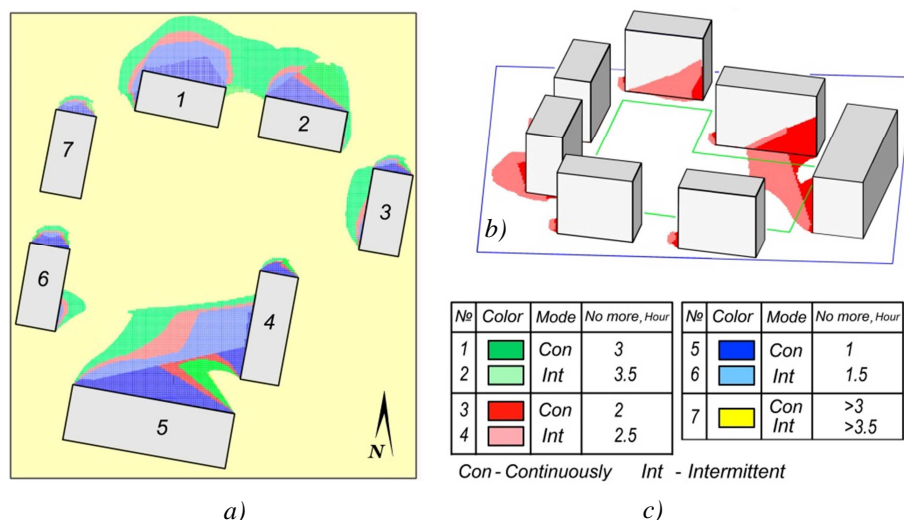 1
2
3
4
5
6
7
N
a)
b)
№ Color Mode No more, Hour
1 Con 3
2 Int 3.5
3 Con 2
4 Int 2.5
№ Color Mode No more, Hour
5 Con 1
6 Int 1.5
7 Con >3
Int >3.5
Con - Continuously Int - Intermittent
c)